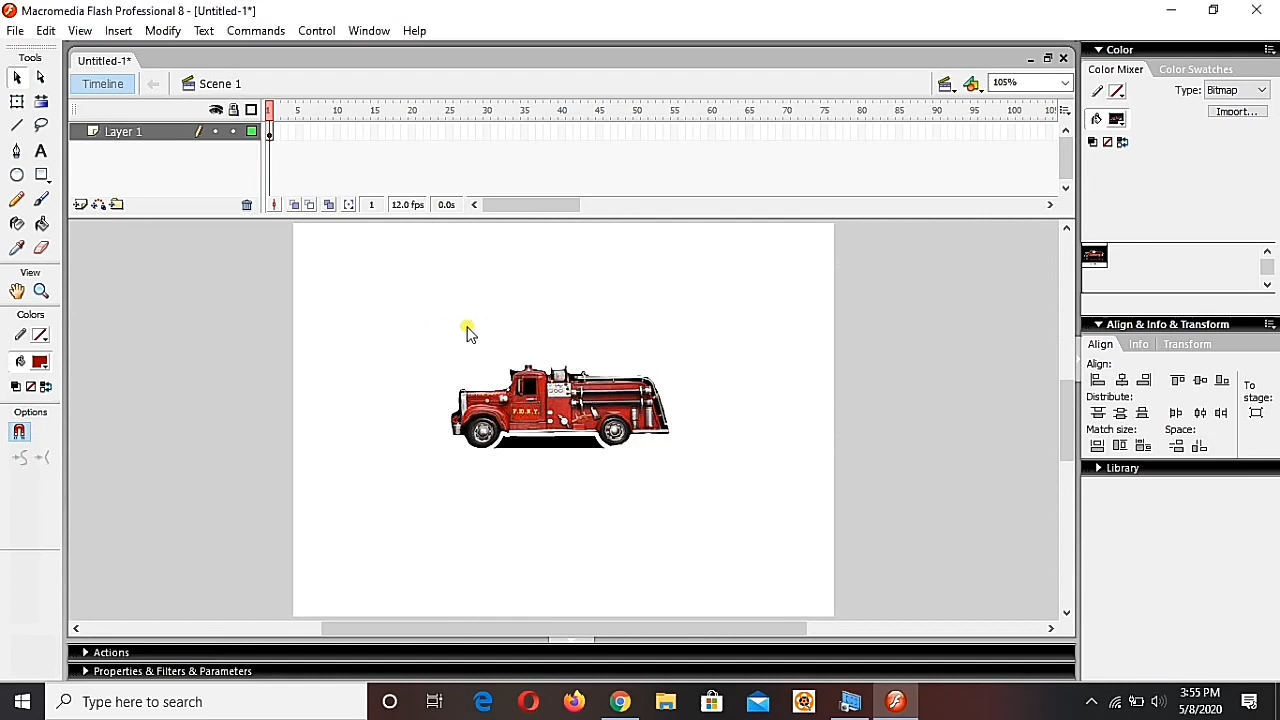 Macromedia Flash Professional 8 - [Untitled-1*]
File Edit View Insert Modify Text Commands Control Window Help
Tools
Untitled-1*
Timeline
Scene 1
105%
1 5 10 15 20 25 30 35 40 45 50 55 60 65 70 75 80 85 90 95 100 105
Layer 1
1 12.0 fps 0.0s
View
Colors
Options
F.D.N.Y.
Color
Color Mixer Color Swatches
Type: Bitmap
Import...
Align & Info & Transform
Align Info Transform
Align:
Distribute:
To stage:
Match size: Space:
Library
Actions
Properties & Filters & Parameters
Type here to search
3:55 PM
5/8/2020